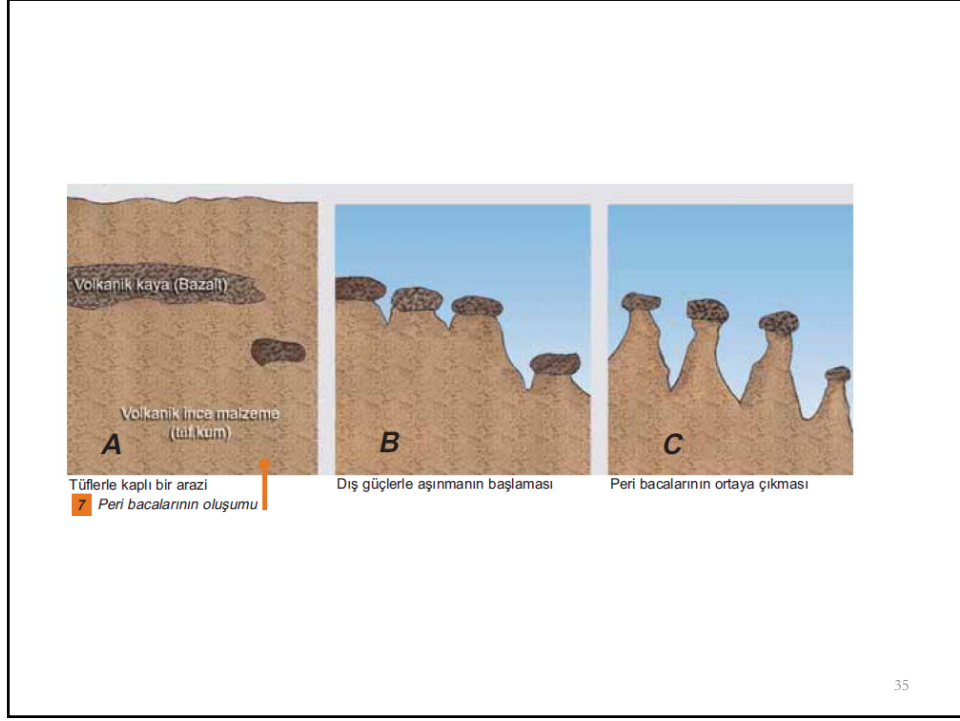 Volkanik kaya (Bazalt)
Volkanik ince malzeme
(tüf.kum)
A
B
C
Tüflerle kaplı bir arazi
Dış güçlerle aşınmanın başlaması
Peri bacalarının ortaya çıkması
7 Peri bacalarının oluşumu
35